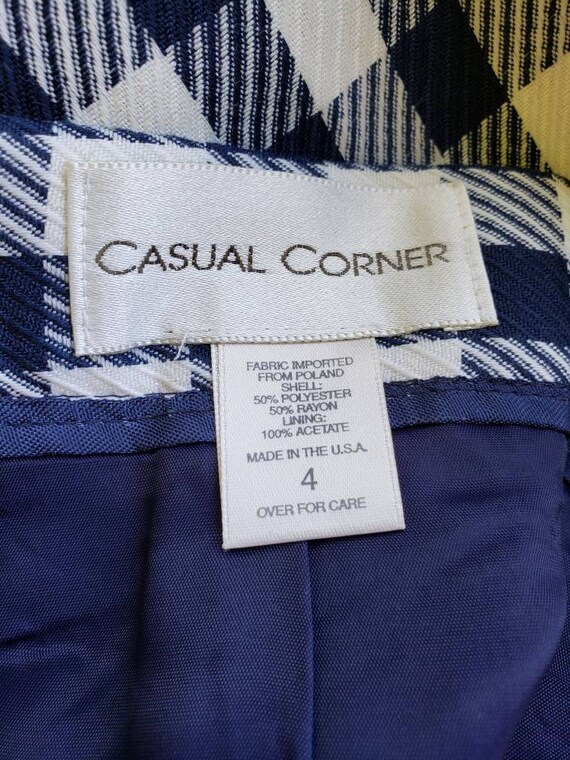 CASUAL CORNER
FABRIC IMPORTED
FROM POLAND
SHELL:
50% POLYESTER
50% RAYON
LINING:
100% ACETATE
MADE IN THE U.S.A.
4
OVER FOR CARE